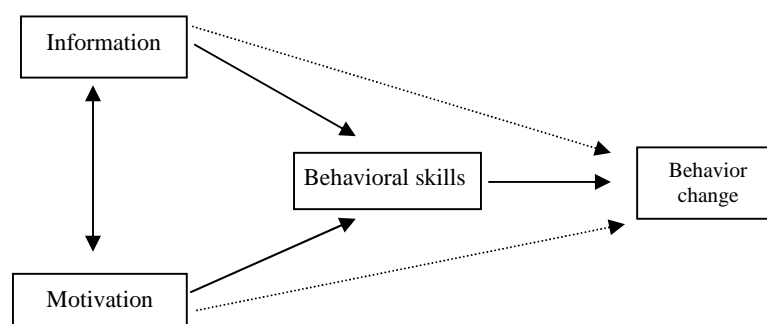 Information
Behavioral skills
Behavior
change
Motivation